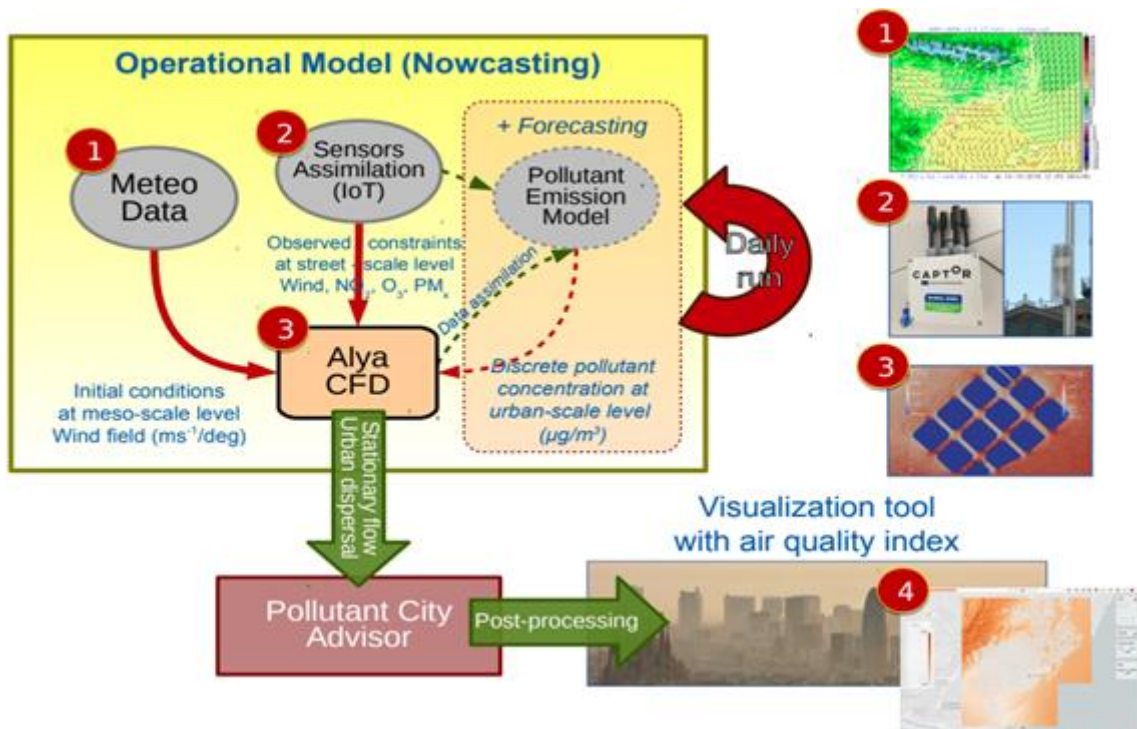 Operational Model (Nowcasting)
1
Meteo
Data
2
Sensors
Assimilation
(IoT)
+ Forecasting
Pollutant
Emission
Model
Observed constraints
at street - scale level
Wind, NO₂, O₃, PMₓ
Data assimilation
3
Alya
CFD
Initial conditions
at meso-scale level
Wind field (ms⁻¹/deg)
Discrete pollutant
concentration at
urban-scale level
(µg/m³)
Daily
run
Stationary flow
Urban dispersal
Pollutant City
Advisor
Post-processing
Visualization tool
with air quality index
1
2
CAPTOR
3
4